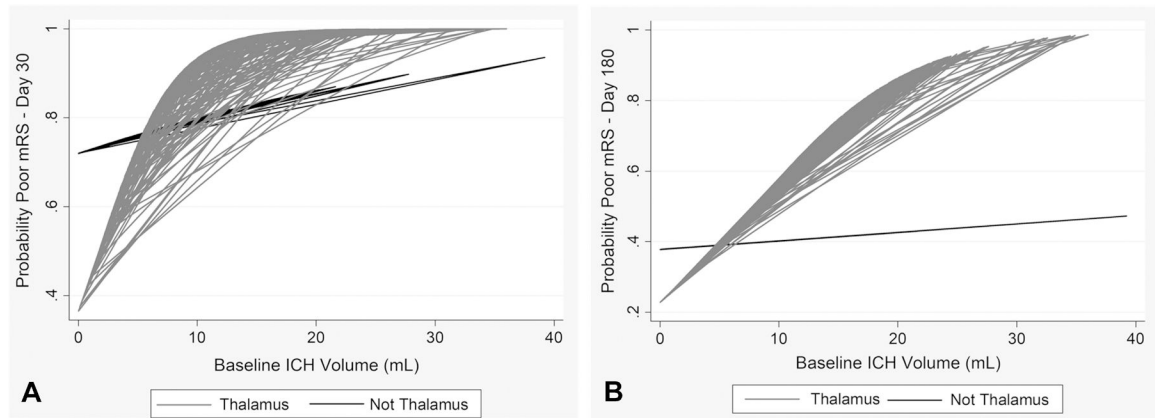 Probability Poor mRS - Day 30
1
.8
.6
.4
0 10 20 30 40
Baseline ICH Volume (mL)
A
Thalamus Not Thalamus
Probability Poor mRS - Day 180
1
.8
.6
.4
.2
0 10 20 30 40
Baseline ICH Volume (mL)
B
Thalamus Not Thalamus